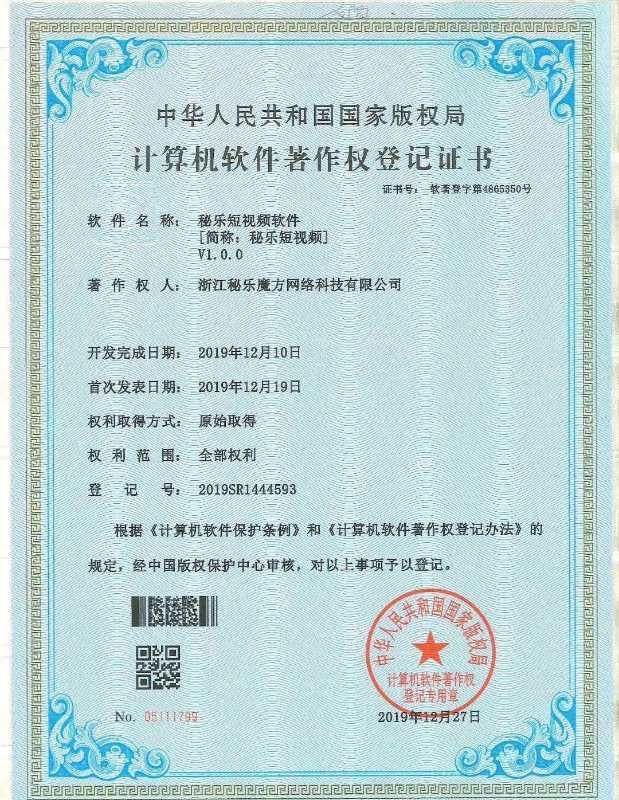 中华人民共和国国家版权局
计算机软件著作权登记证书
证书号： 软著登字第4865350号
软件名称： 秘乐短视频软件
[简称：秘乐短视频]
V1.0.0
著作权人： 浙江秘乐魔方网络科技有限公司
开发完成日期： 2019年12月10日
首次发表日期： 2019年12月19日
权利取得方式： 原始取得
权利范围： 全部权利
登记号： 2019SR1444593
根据《计算机软件保护条例》和《计算机软件著作权登记办法》的
规定，经中国版权保护中心审核，对以上事项予以登记。
中华人民共和国国家版权局
计算机软件著作权
登记专用章
No. 05111799
2019年12月27日